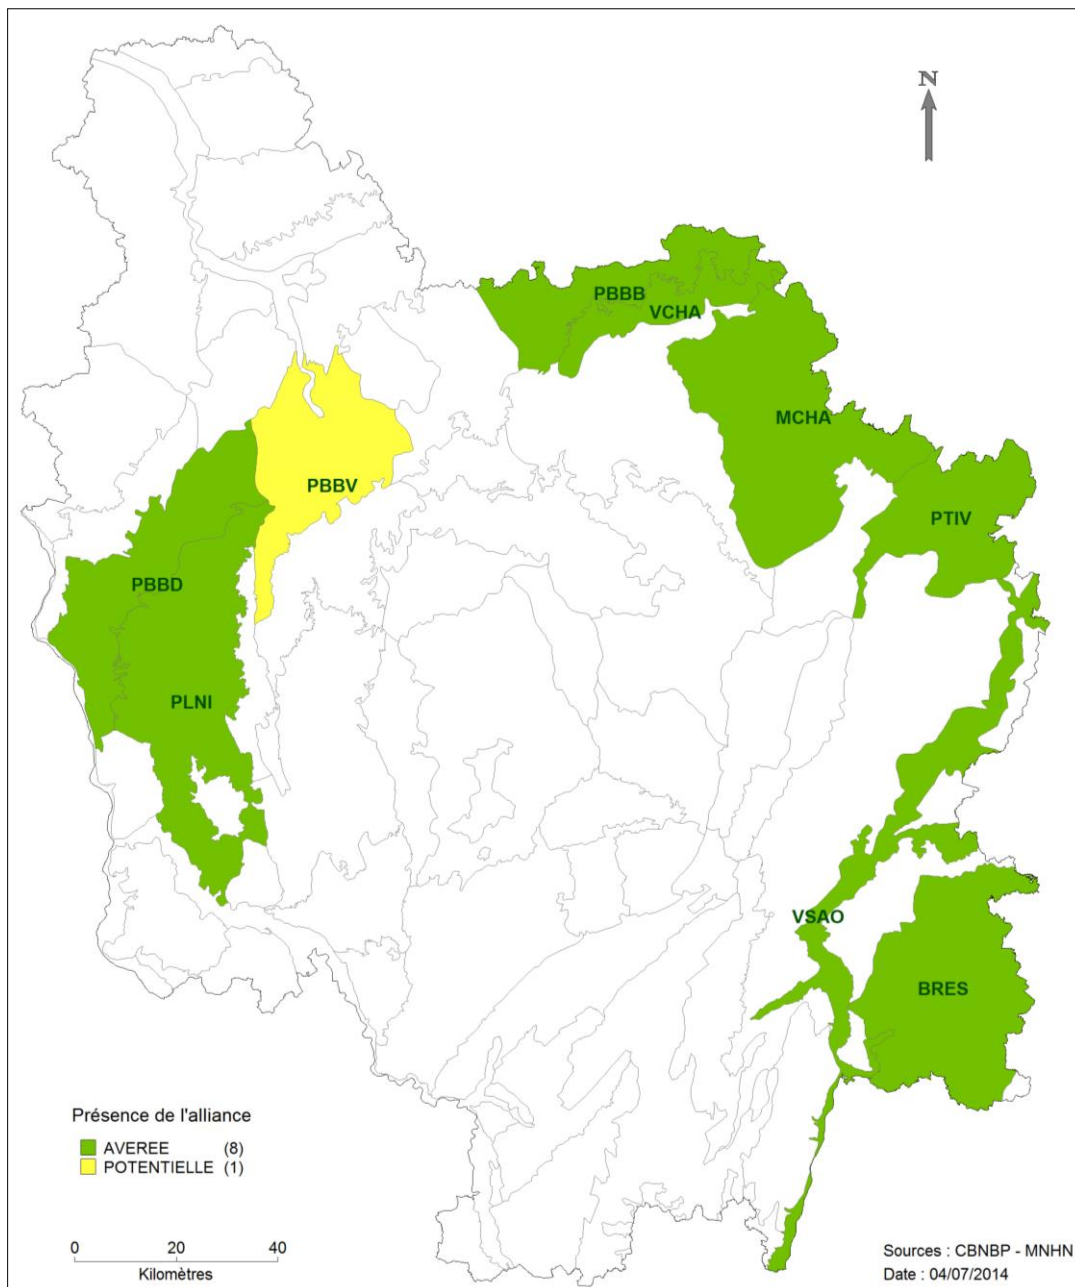 N
PBBB
VCHA
MCHA
PBBV
PTIV
PBBD
PLNI
VSAO
BRES
Présence de l'alliance
AVEREE (8)
POTENTIELLE (1)
0 20 40
Kilomètres
Sources : CBNBP - MNHN
Date : 04/07/2014